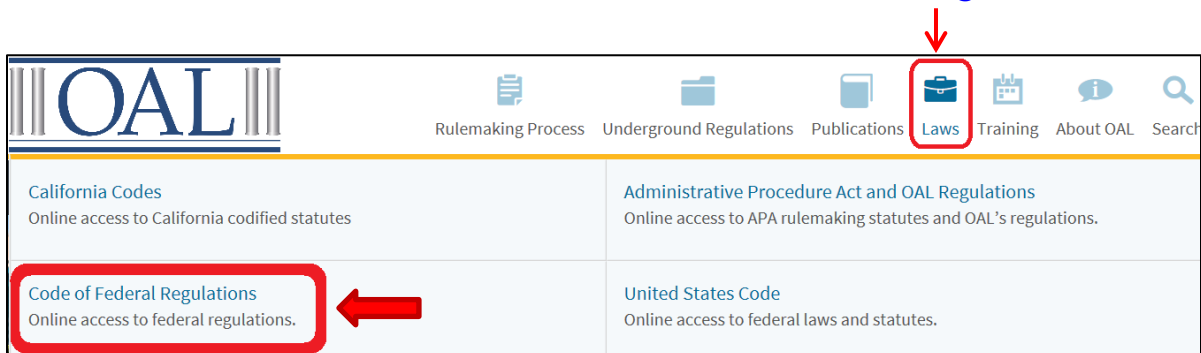 OAL
Rulemaking Process Underground Regulations Publications Laws Training About OAL Search
California Codes
Online access to California codified statutes
Administrative Procedure Act and OAL Regulations
Online access to APA rulemaking statutes and OAL's regulations.
Code of Federal Regulations
Online access to federal regulations.
United States Code
Online access to federal laws and statutes.